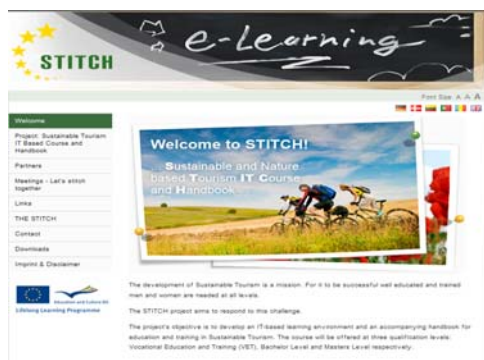 STITCH
e-Learning
Font Size A A A
Welcome
Project: Sustainable Tourism
IT Based Course and
Handbook
Partners
Meetings - Let's stitch
together
Links
THE STITCH
Contact
Downloads
Imprint & Disclaimer
Education and Culture DG
Lifelong Learning Programme
Welcome to STITCH!
Sustainable and Nature
based Tourism IT Course
and Handbook
The development of Sustainable Tourism is a mission. For it to be successful well educated and trained
men and women are needed at all levels.
The STITCH project aims to respond to this challenge.
The project's objective is to develop an IT-based learning environment and an accompanying handbook for
education and training in Sustainable Tourism. The course will be offered at three qualification levels:
Vocational Education and Training (VET), Bachelor Level and Masters Level respectively.